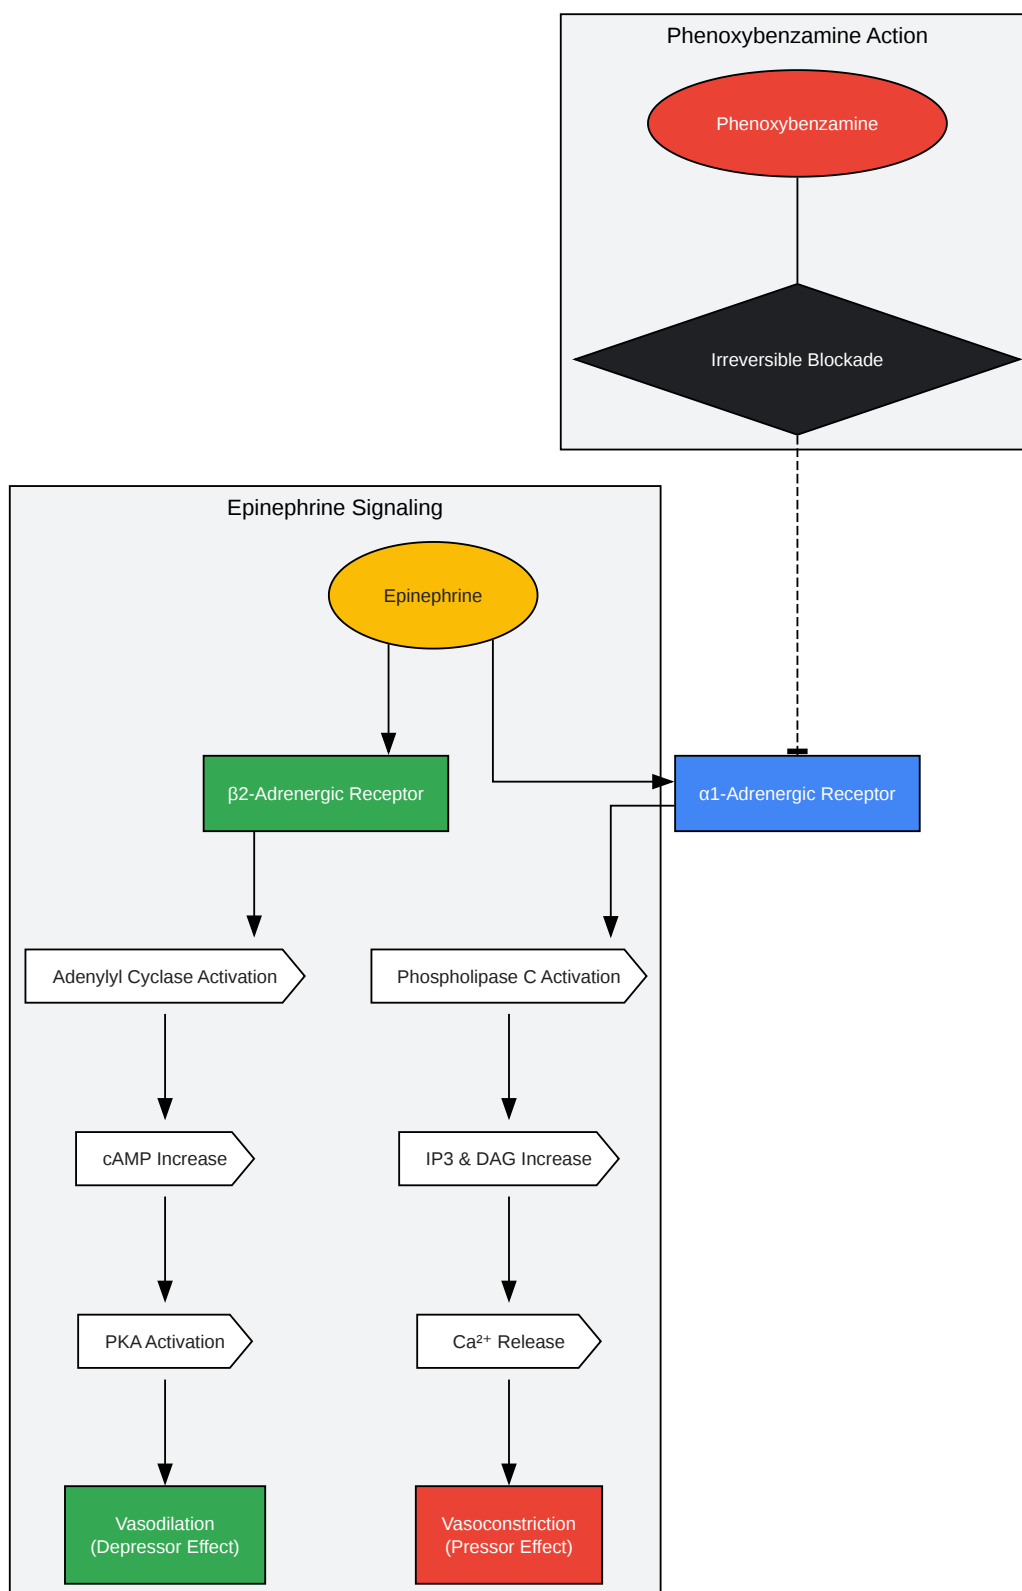 Phenoxybenzamine Action
Phenoxybenzamine
Irreversible Blockade
Epinephrine Signaling
Epinephrine
β2-Adrenergic Receptor
α1-Adrenergic Receptor
Adenylyl Cyclase Activation
Phospholipase C Activation
cAMP Increase
IP3 & DAG Increase
PKA Activation
Ca²⁺ Release
Vasodilation
(Depressor Effect)
Vasoconstriction
(Pressor Effect)